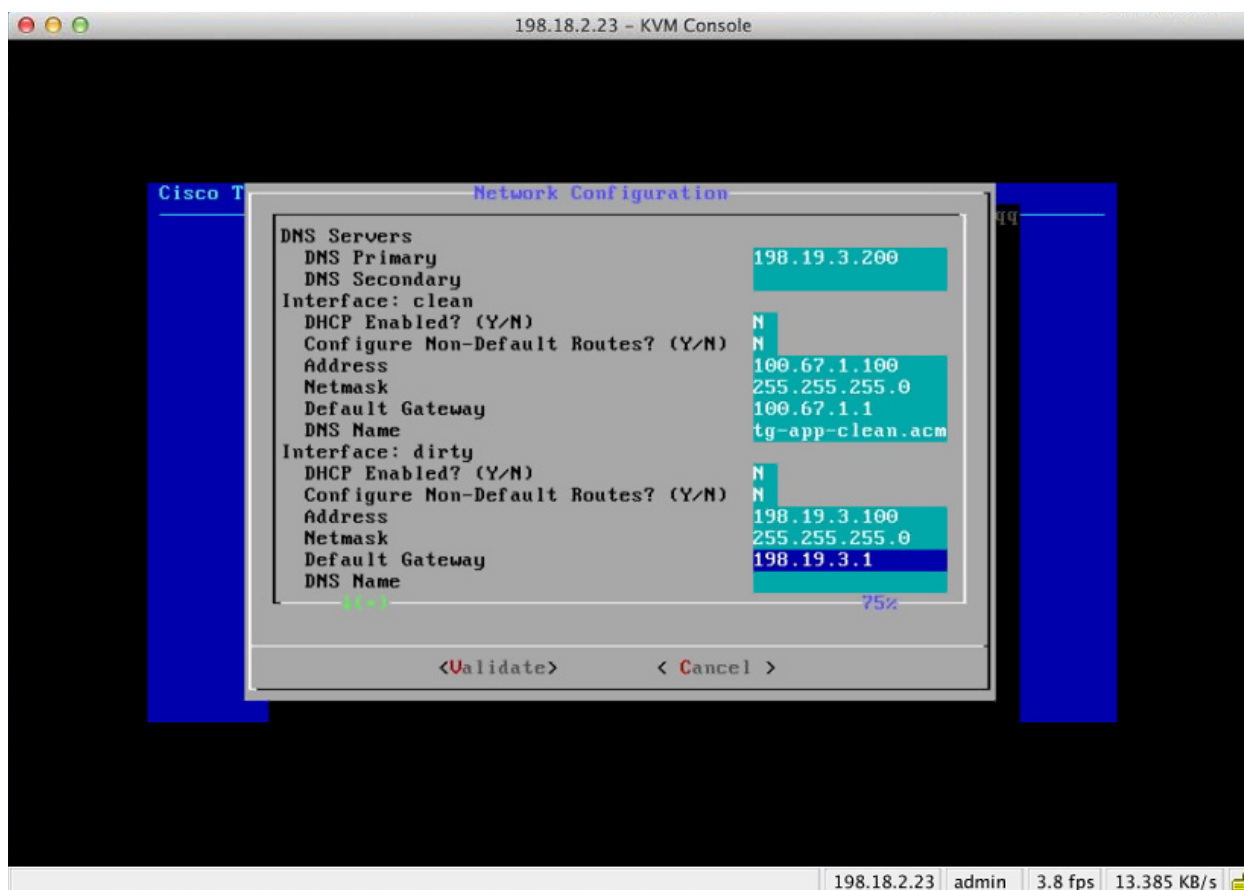 198.18.2.23 – KVM Console
Cisco T
Network Configuration
qq
DNS Servers
DNS Primary 198.19.3.200
DNS Secondary
Interface: clean
DHCP Enabled? (Y/N) N
Configure Non-Default Routes? (Y/N) N
Address 100.67.1.100
Netmask 255.255.255.0
Default Gateway 100.67.1.1
DNS Name tg-app-clean.acm
Interface: dirty
DHCP Enabled? (Y/N) N
Configure Non-Default Routes? (Y/N) N
Address 198.19.3.100
Netmask 255.255.255.0
Default Gateway 198.19.3.1
DNS Name
↓(+) 75%
<Validate> < Cancel >
198.18.2.23 admin 3.8 fps 13.385 KB/s